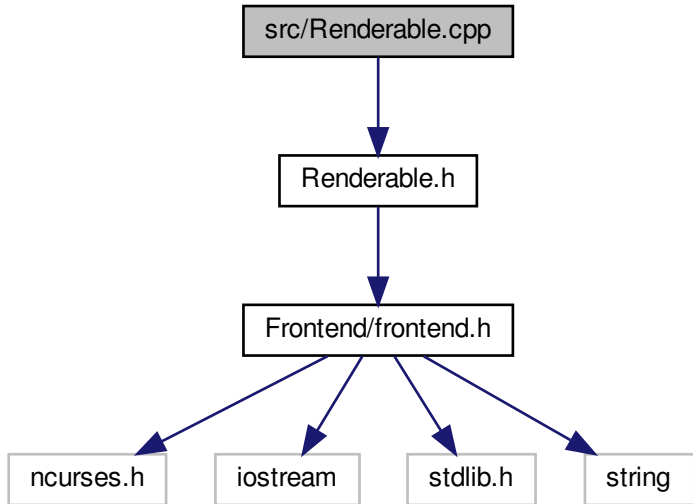 src/Renderable.cpp
Renderable.h
Frontend/frontend.h
ncurses.h
iostream
stdlib.h
string